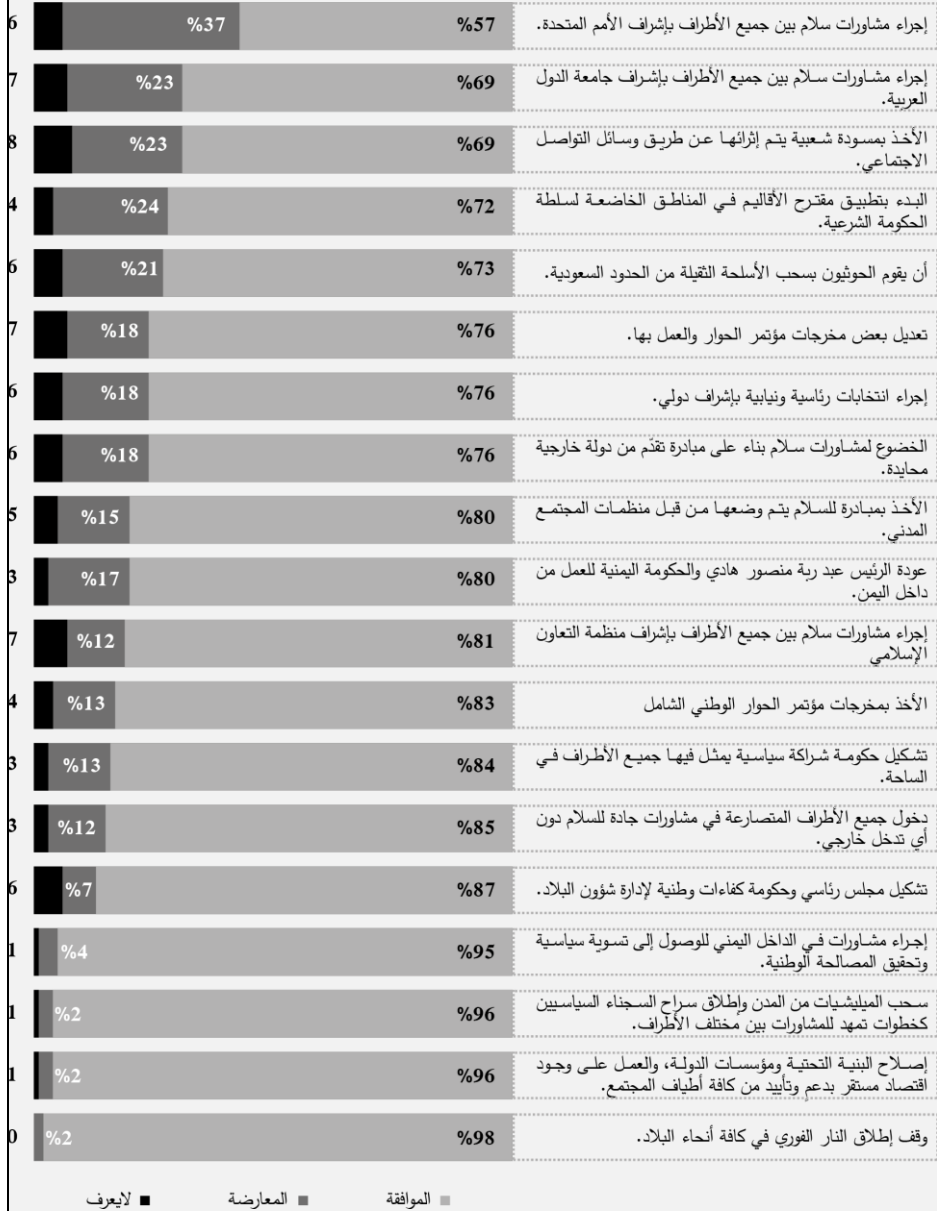 إجراء مشاورات سلام بين جميع الأطراف بإشراف الأمم المتحدة. %57 %37 6
إجراء مشاورات سلام بين جميع الأطراف بإشراف جامعة الدول
العربية. %69 %23 7
الأخذ بمسودة شعبية يتم إثرائها عن طريق وسائل التواصل
الاجتماعي. %69 %23 8
البدء بتطبيق مقترح الأقاليم في المناطق الخاضعة لسلطة
الحكومة الشرعية. %72 %24 4
أن يقوم الحوثيون بسحب الأسلحة الثقيلة من الحدود السعودية. %73 %21 6
تعديل بعض مخرجات مؤتمر الحوار والعمل بها. %76 %18 7
إجراء انتخابات رئاسية ونيابية بإشراف دولي. %76 %18 6
الخضوع لمشاورات سلام بناء على مبادرة تقدّم من دولة خارجية
محايدة. %76 %18 6
الأخذ بمبادرة للسلام يتم وضعها من قبل منظمات المجتمع
المدني. %80 %15 5
عودة الرئيس عبد ربة منصور هادي والحكومة اليمنية للعمل من
داخل اليمن. %80 %17 3
إجراء مشاورات سلام بين جميع الأطراف بإشراف منظمة التعاون
الإسلامي %81 %12 7
الأخذ بمخرجات مؤتمر الحوار الوطني الشامل %83 %13 4
تشكيل حكومة شراكة سياسية يمثل فيها جميع الأطراف في
الساحة. %84 %13 3
دخول جميع الأطراف المتصارعة في مشاورات جادة للسلام دون
أي تدخل خارجي. %85 %12 3
تشكيل مجلس رئاسي وحكومة كفاءات وطنية لإدارة شؤون البلاد. %87 %7 6
إجراء مشاورات في الداخل اليمني للوصول إلى تسوية سياسية
وتحقيق المصالحة الوطنية. %95 %4 1
سحب الميليشيات من المدن وإطلاق سراح السجناء السياسيين
كخطوات تمهد للمشاورات بين مختلف الأطراف. %96 %2 1
إصلاح البنية التحتية ومؤسسات الدولة، والعمل على وجود
اقتصاد مستقر بدعم وتأييد من كافة أطياف المجتمع. %96 %2 1
وقف إطلاق النار الفوري في كافة أنحاء البلاد. %98 %2 0
الموافقة المعارضة لايعرف